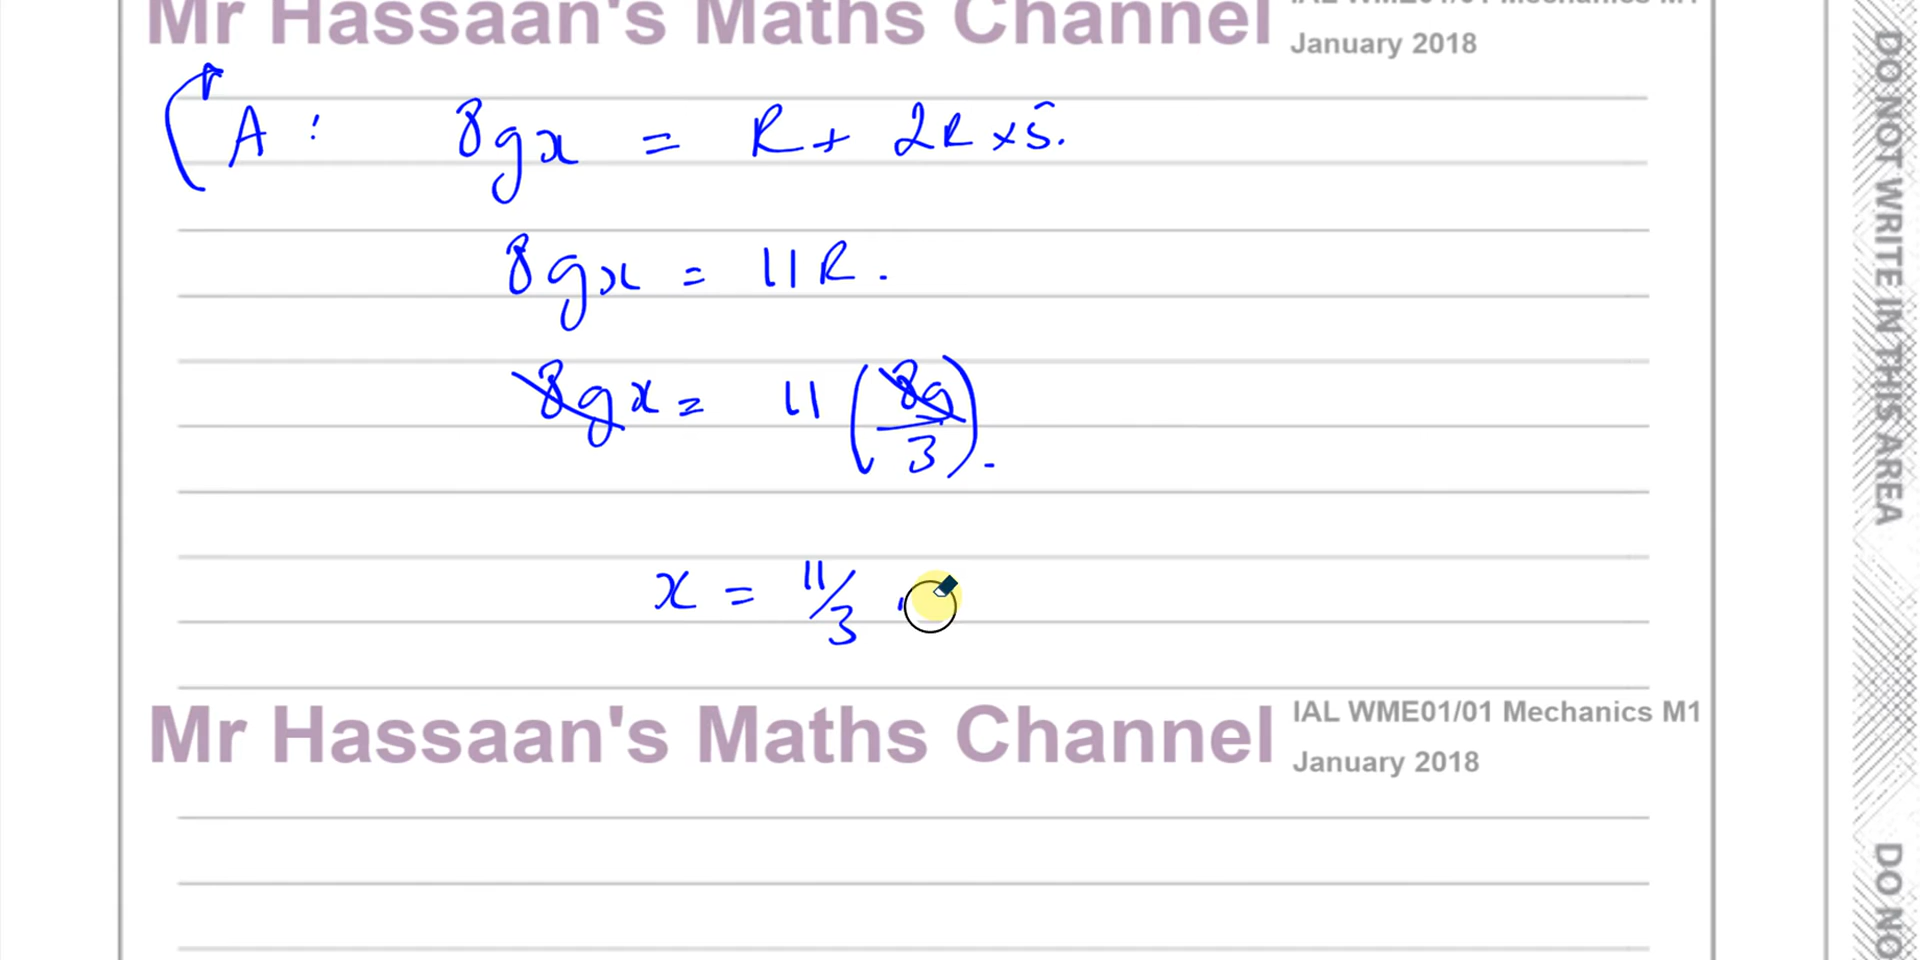 Mr Hassaan's Maths Channel
January 2018
A : 8gx = R + 2R × 5.
8gx = 11R.
8gx = 11 (8g/3).
x = 11/3
Mr Hassaan's Maths Channel
IAL WME01/01 Mechanics M1
January 2018
DO NOT WRITE IN THIS AREA
DO NO